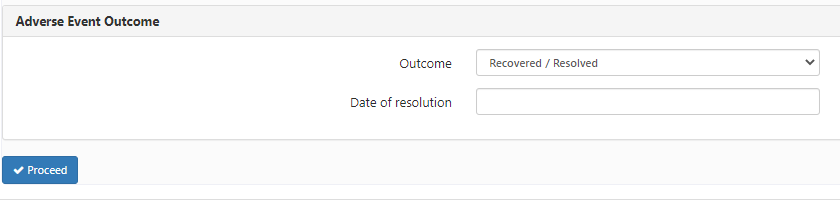 Adverse Event Outcome
Outcome Recovered / Resolved
Date of resolution
Proceed